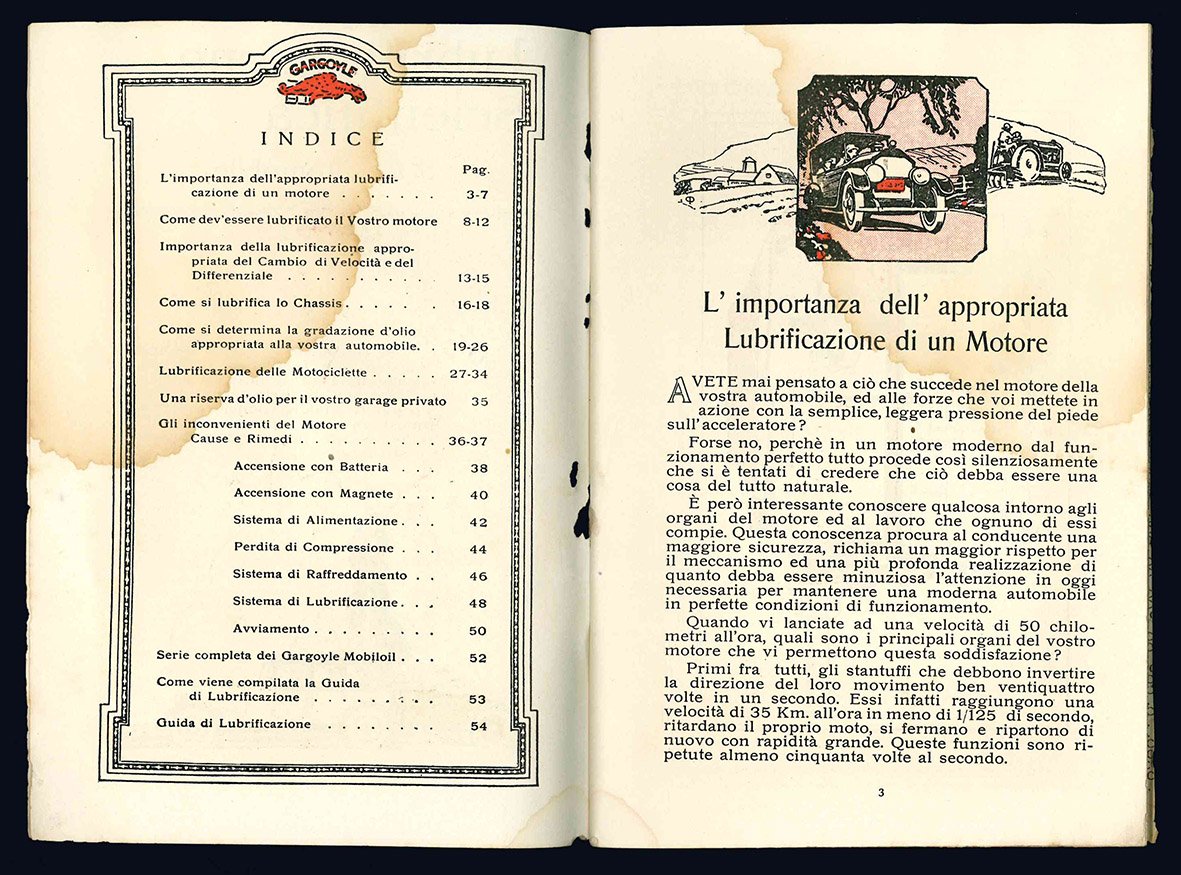 GARGOYLE
INDICE
Pag.
L'importanza dell'appropriata lubrifi-
cazione di un motore . . . . . . . . 3-7
Come dev'essere lubrificato il Vostro motore 8-12
Importanza della lubrificazione appro-
priata del Cambio di Velocità e del
Differenziale . . . . . . . . . . . 13-15
Come si lubrifica lo Chassis . . . . . . 16-18
Come si determina la gradazione d'olio
appropriata alla vostra automobile. . 19-26
Lubrificazione delle Motociclette . . . . . 27-34
Una riserva d'olio per il vostro garage privato 35
Gli inconvenienti del Motore
Cause e Rimedi . . . . . . . . . . 36-37
Accensione con Batteria . . . 38
Accensione con Magnete . . . 40
Sistema di Alimentazione . . . 42
Perdita di Compressione . . . 44
Sistema di Raffreddamento . . 46
Sistema di Lubrificazione . . . 48
Avviamento . . . . . . . . . 50
Serie completa dei Gargoyle Mobiloil . . . 52
Come viene compilata la Guida
di Lubrificazione . . . . . . . . . . 53
Guida di Lubrificazione . . . . . . . . 54
L' importanza dell' appropriata
Lubrificazione di un Motore
AVETE mai pensato a ciò che succede nel motore della
vostra automobile, ed alle forze che voi mettete in
azione con la semplice, leggera pressione del piede
sull'acceleratore?
Forse no, perchè in un motore moderno dal fun-
zionamento perfetto tutto procede così silenziosamente
che si è tentati di credere che ciò debba essere una
cosa del tutto naturale.
È però interessante conoscere qualcosa intorno agli
organi del motore ed al lavoro che ognuno di essi
compie. Questa conoscenza procura al conducente una
maggiore sicurezza, richiama un maggior rispetto per
il meccanismo ed una più profonda realizzazione di
quanto debba essere minuziosa l'attenzione in oggi
necessaria per mantenere una moderna automobile
in perfette condizioni di funzionamento.
Quando vi lanciate ad una velocità di 50 chilo-
metri all'ora, quali sono i principali organi del vostro
motore che vi permettono questa soddisfazione?
Primi fra tutti, gli stantuffi che debbono invertire
la direzione del loro movimento ben ventiquattro
volte in un secondo. Essi infatti raggiungono una
velocità di 35 Km. all'ora in meno di 1/125 di secondo,
ritardano il proprio moto, si fermano e ripartono di
nuovo con rapidità grande. Queste funzioni sono ri-
petute almeno cinquanta volte al secondo.
3